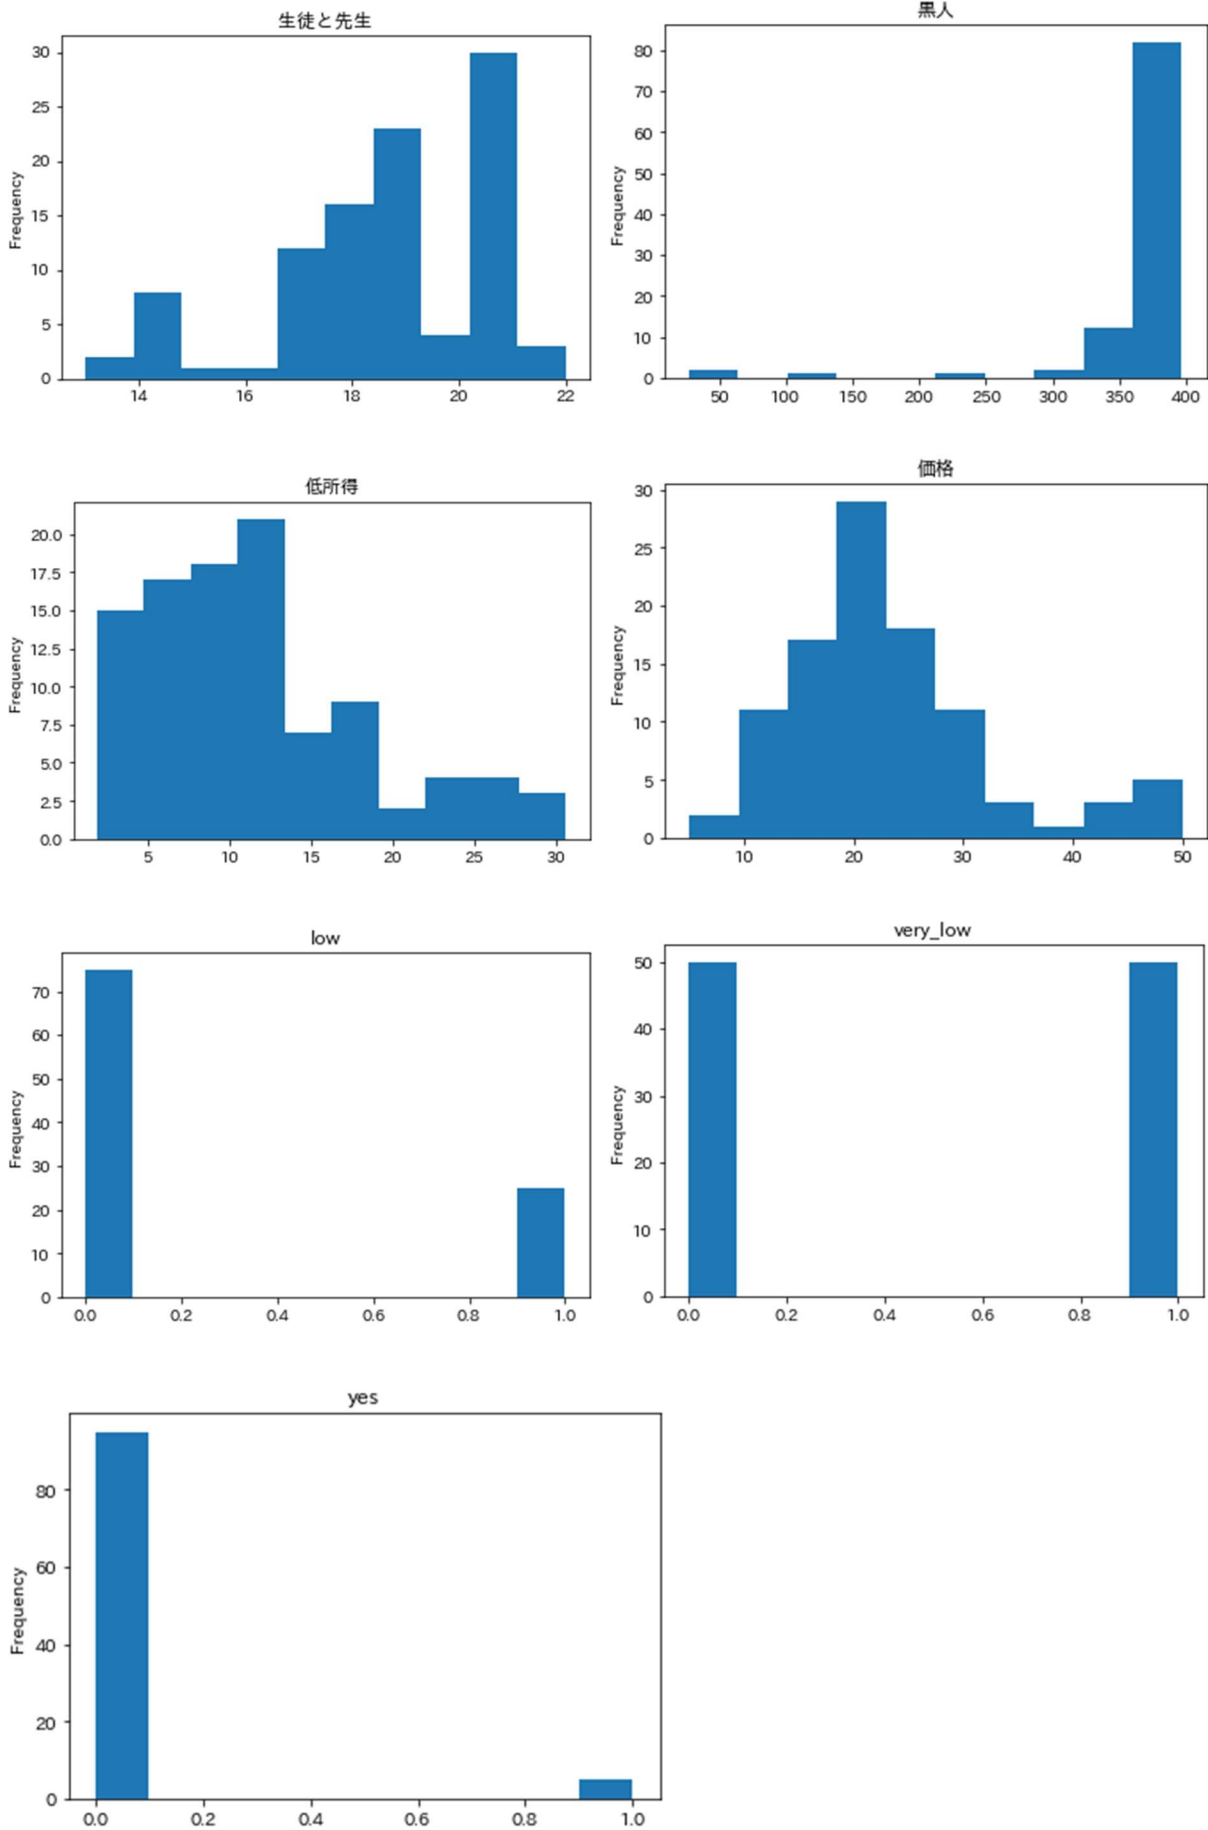 生徒と先生
30
25
20
15
10
5
0
Frequency
14 16 18 20 22
黒人
80
70
60
50
40
30
20
10
0
Frequency
50 100 150 200 250 300 350 400
低所得
20.0
17.5
15.0
12.5
10.0
7.5
5.0
2.5
0.0
Frequency
5 10 15 20 25 30
価格
30
25
20
15
10
5
0
Frequency
10 20 30 40 50
low
70
60
50
40
30
20
10
0
Frequency
0.0 0.2 0.4 0.6 0.8 1.0
very_low
50
40
30
20
10
0
Frequency
0.0 0.2 0.4 0.6 0.8 1.0
yes
80
60
40
20
0
Frequency
0.0 0.2 0.4 0.6 0.8 1.0